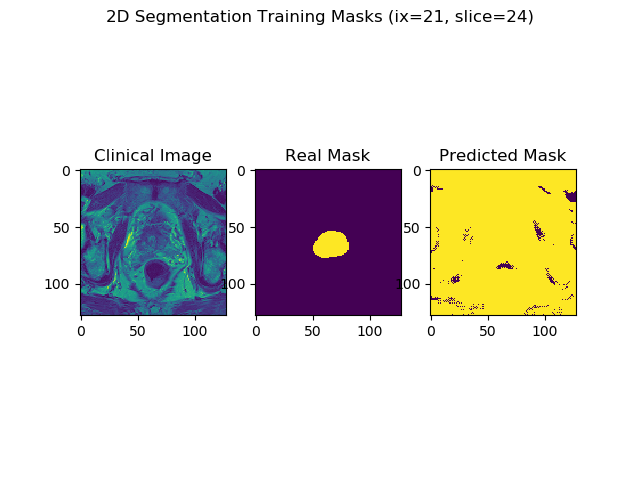 2D Segmentation Training Masks (ix=21, slice=24)
Clinical Image Real Mask Predicted Mask
0 0 0
50 50 50
100 100 100
0 50 100 0 50 100 0 50 100